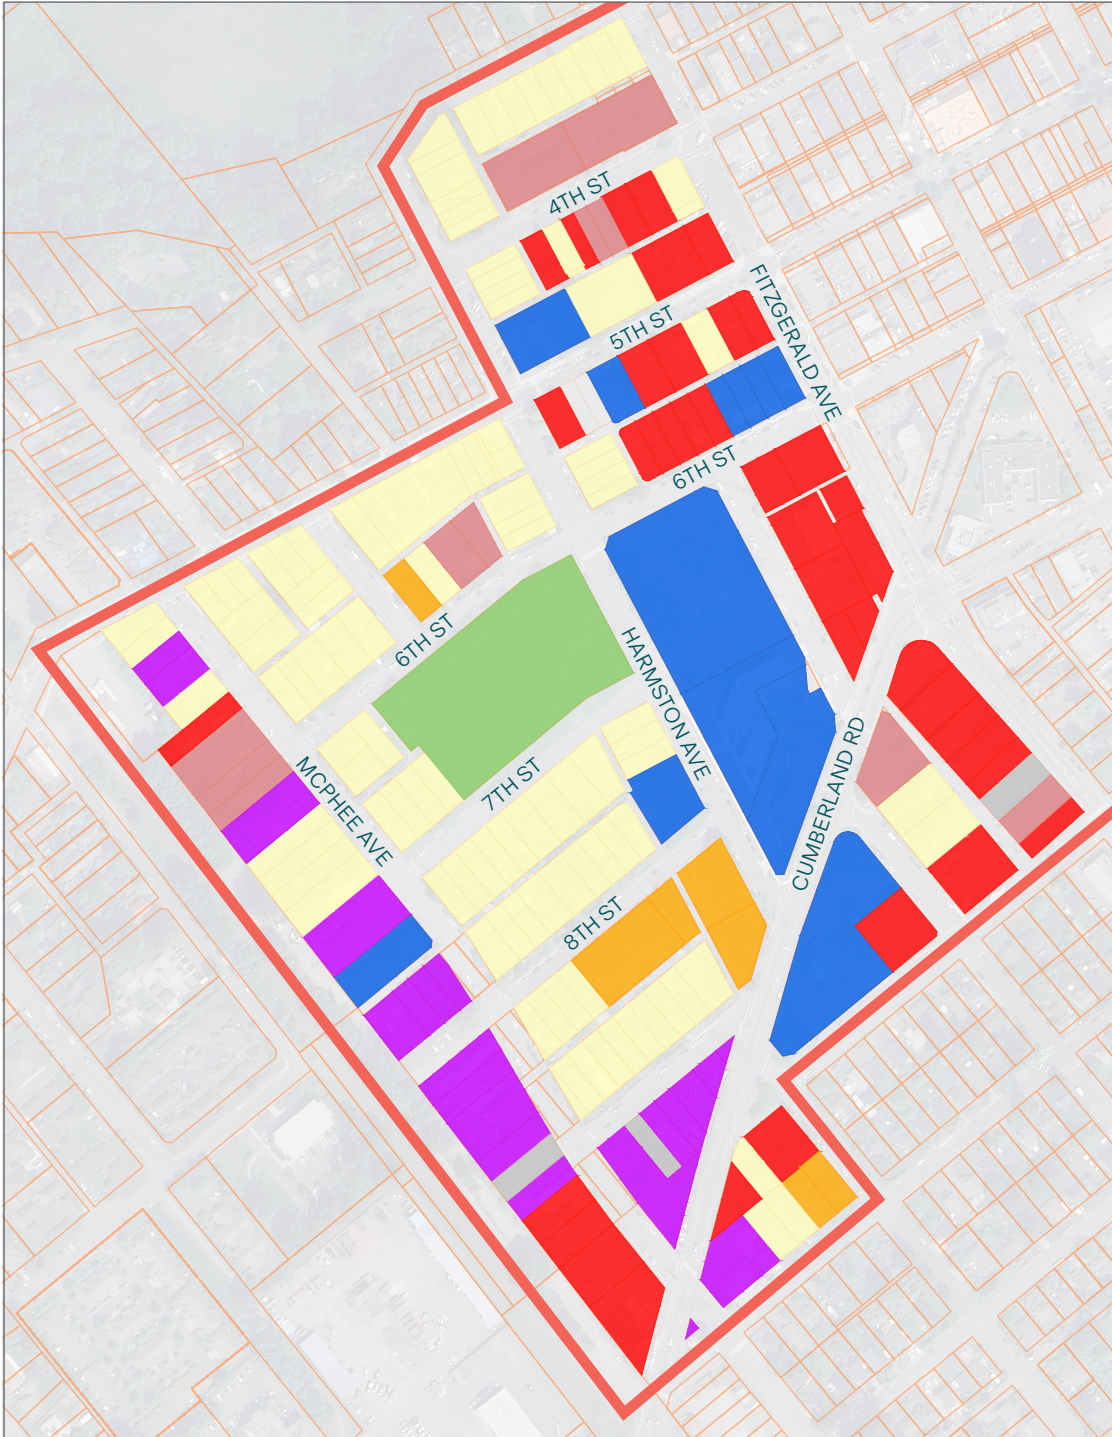 4TH ST
FITZGERALD AVE
5TH ST
6TH ST
6TH ST
HARMSTON AVE
7TH ST
MCPHEE AVE
CUMBERLAND RD
8TH ST